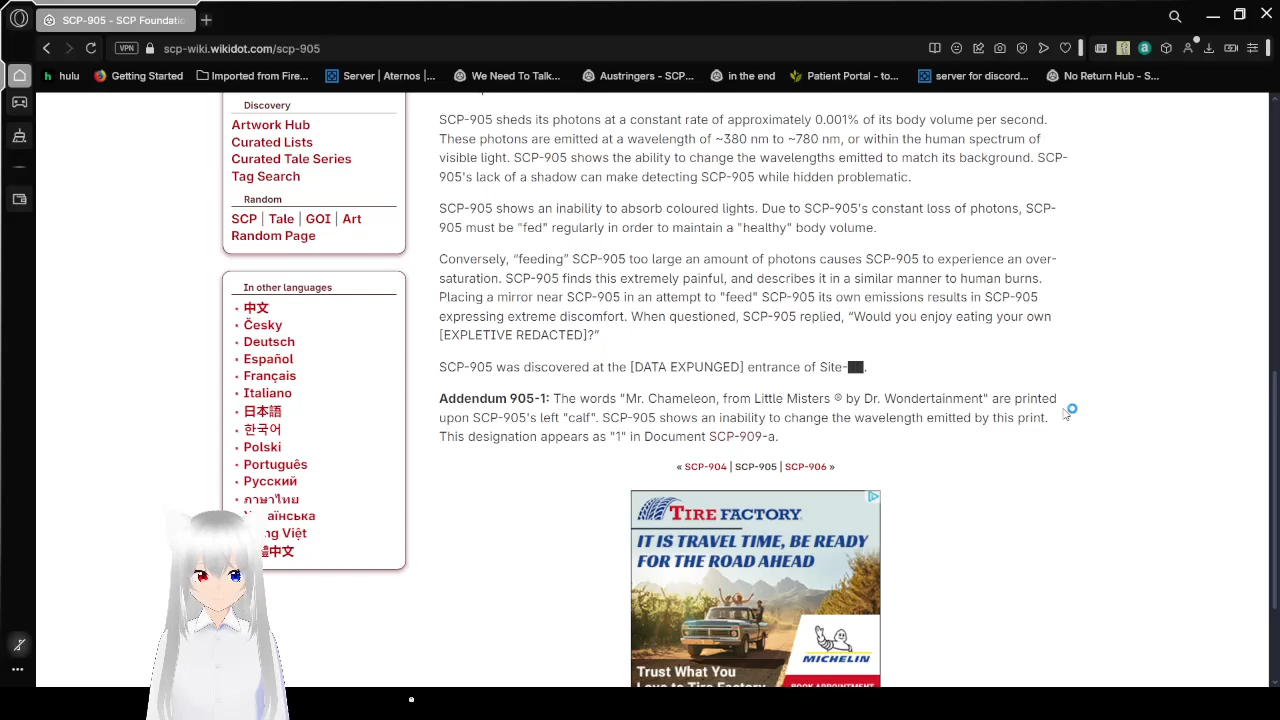 SCP-905 - SCP Foundatio
VPN
scp-wiki.wikidot.com/scp-905
hulu
Getting Started
Imported from Fire...
Server | Aternos |...
We Need To Talk...
Austringers - SCP...
in the end
Patient Portal - to...
server for discord...
No Return Hub - S...
Discovery
Artwork Hub
Curated Lists
Curated Tale Series
Tag Search
Random
SCP | Tale | GOI | Art
Random Page
In other languages
中文
Česky
Deutsch
Español
Français
Italiano
日本語
한국어
Polski
Português
Русский
ภาษาไทย
SCP-905 sheds its photons at a constant rate of approximately 0.001% of its body volume per second.
These photons are emitted at a wavelength of ~380 nm to ~780 nm, or within the human spectrum of
visible light. SCP-905 shows the ability to change the wavelengths emitted to match its background. SCP-
905's lack of a shadow can make detecting SCP-905 while hidden problematic.
SCP-905 shows an inability to absorb coloured lights. Due to SCP-905's constant loss of photons, SCP-
905 must be "fed" regularly in order to maintain a "healthy" body volume.
Conversely, “feeding” SCP-905 too large an amount of photons causes SCP-905 to experience an over-
saturation. SCP-905 finds this extremely painful, and describes it in a similar manner to human burns.
Placing a mirror near SCP-905 in an attempt to "feed" SCP-905 its own emissions results in SCP-905
expressing extreme discomfort. When questioned, SCP-905 replied, “Would you enjoy eating your own
[EXPLETIVE REDACTED]?”
SCP-905 was discovered at the [DATA EXPUNGED] entrance of Site-██.
Addendum 905-1: The words "Mr. Chameleon, from Little Misters ® by Dr. Wondertainment" are printed
upon SCP-905's left "calf". SCP-905 shows an inability to change the wavelength emitted by this print.
This designation appears as "1" in Document SCP-909-a.
« SCP-904 | SCP-905 | SCP-906 »
TIRE FACTORY
IT IS TRAVEL TIME, BE READY
FOR THE ROAD AHEAD
MICHELIN
Trust What You